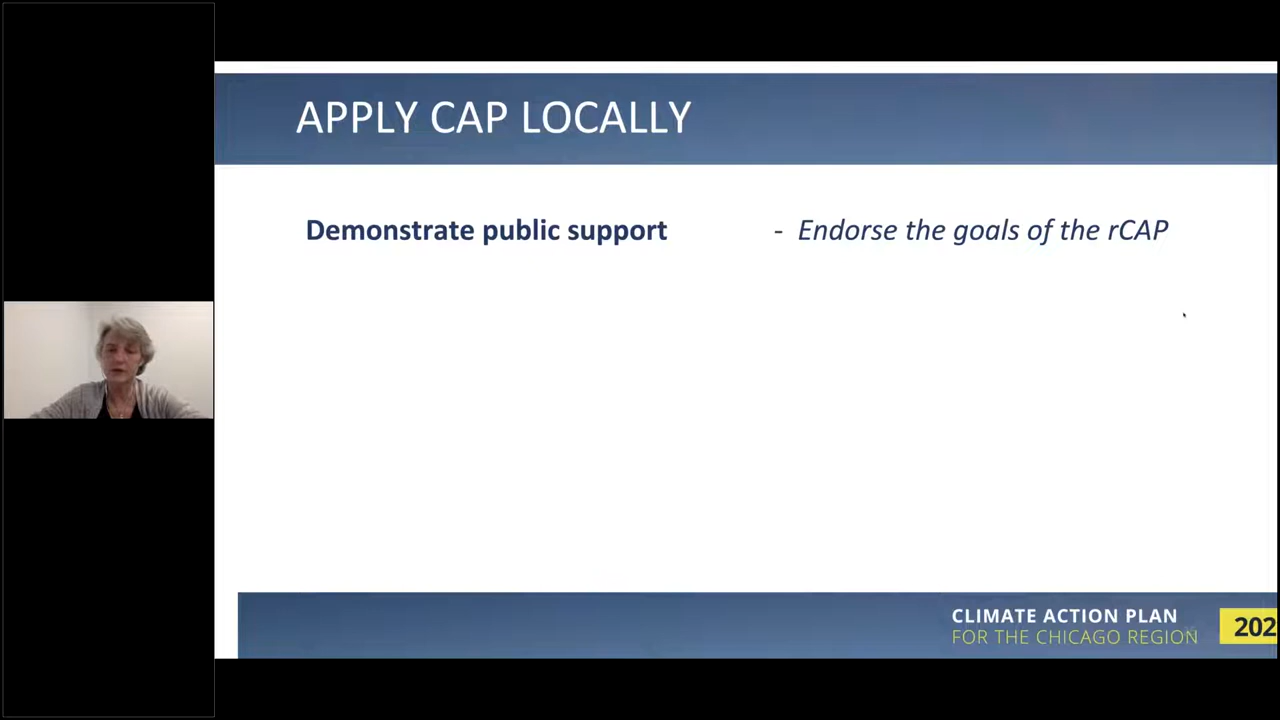 APPLY CAP LOCALLY
Demonstrate public support - Endorse the goals of the rCAP
CLIMATE ACTION PLAN
FOR THE CHICAGO REGION
202